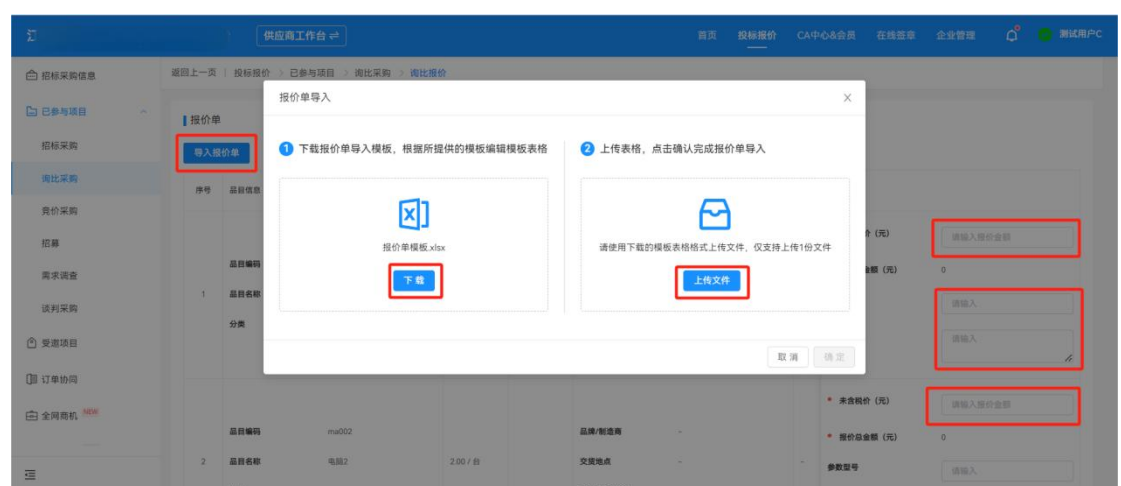 供应商工作台
首页 投标报价 CA中心&会员 在线签章 企业管理 测试用户C
招标采购信息
已参与项目
招标采购
询比采购
竞价采购
招募
需求调查
谈判采购
受邀项目
订单协同
全网商机 NEW
返回上一页 | 投标报价 > 已参与项目 > 询比采购 > 询比报价
报价单
导入报价单
序号 品目信息
报价单导入
1 下载报价单导入模板，根据所提供的模板编辑模板表格
报价单模板.xlsx
下 载
2 上传表格，点击确认完成报价单导入
请使用下载的模板表格格式上传文件，仅支持上传1份文件
上传文件
取 消 确 定
1
品目编码
品目名称
分类
价（元） 请输入报价金额
金额（元） 0
请输入
请输入
2
品目编码 ma002
品目名称 电脑2
2.00 / 台
品牌/制造商 -
交货地点 -
-
* 未含税价（元） 请输入报价金额
* 报价总金额（元） 0
参数型号 请输入